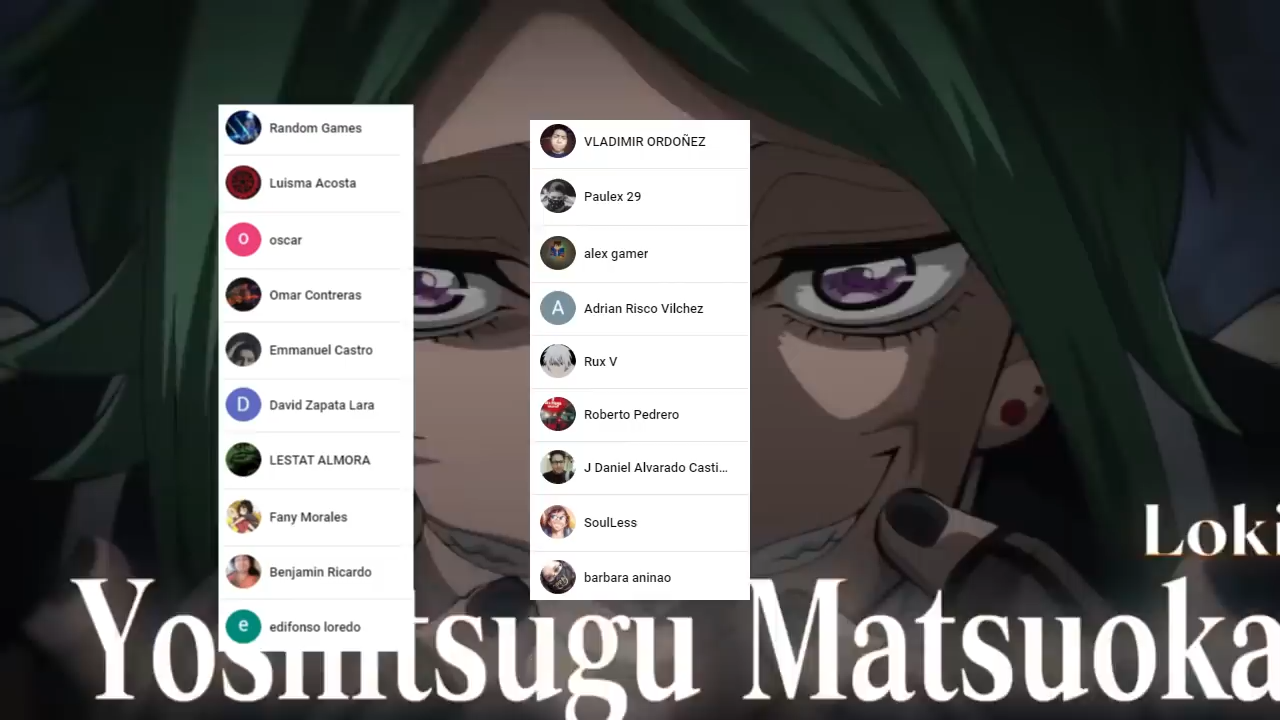 Random Games
Luisma Acosta
o
oscar
Omar Contreras
Emmanuel Castro
D
David Zapata Lara
LESTAT ALMORA
Fany Morales
Benjamin Ricardo
e
edifonso loredo
VLADIMIR ORDOÑEZ
Paulex 29
alex gamer
A
Adrian Risco Vilchez
Rux V
Roberto Pedrero
J Daniel Alvarado Casti...
SoulLess
barbara aninao
Loki
Yoshitsugu Matsuoka